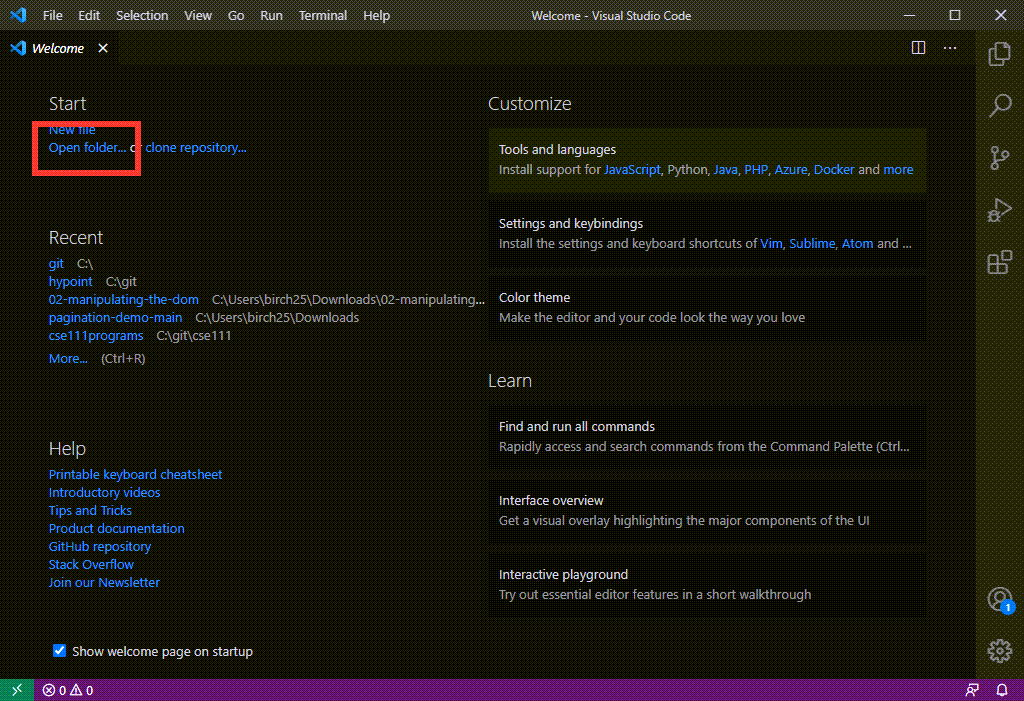 File Edit Selection View Go Run Terminal Help Welcome - Visual Studio Code
Welcome
Start
New file
Open folder... or clone repository...
Recent
git C:\
hypoint C:\git
02-manipulating-the-dom C:\Users\birch25\Downloads\02-manipulating...
pagination-demo-main C:\Users\birch25\Downloads
cse111programs C:\git\cse111
More... (Ctrl+R)
Help
Printable keyboard cheatsheet
Introductory videos
Tips and Tricks
Product documentation
GitHub repository
Stack Overflow
Join our Newsletter
Show welcome page on startup
Customize
Tools and languages
Install support for JavaScript, Python, Java, PHP, Azure, Docker and more
Settings and keybindings
Install the settings and keyboard shortcuts of Vim, Sublime, Atom and ...
Color theme
Make the editor and your code look the way you love
Learn
Find and run all commands
Rapidly access and search commands from the Command Palette (Ctrl...
Interface overview
Get a visual overlay highlighting the major components of the UI
Interactive playground
Try out essential editor features in a short walkthrough
1
0 0